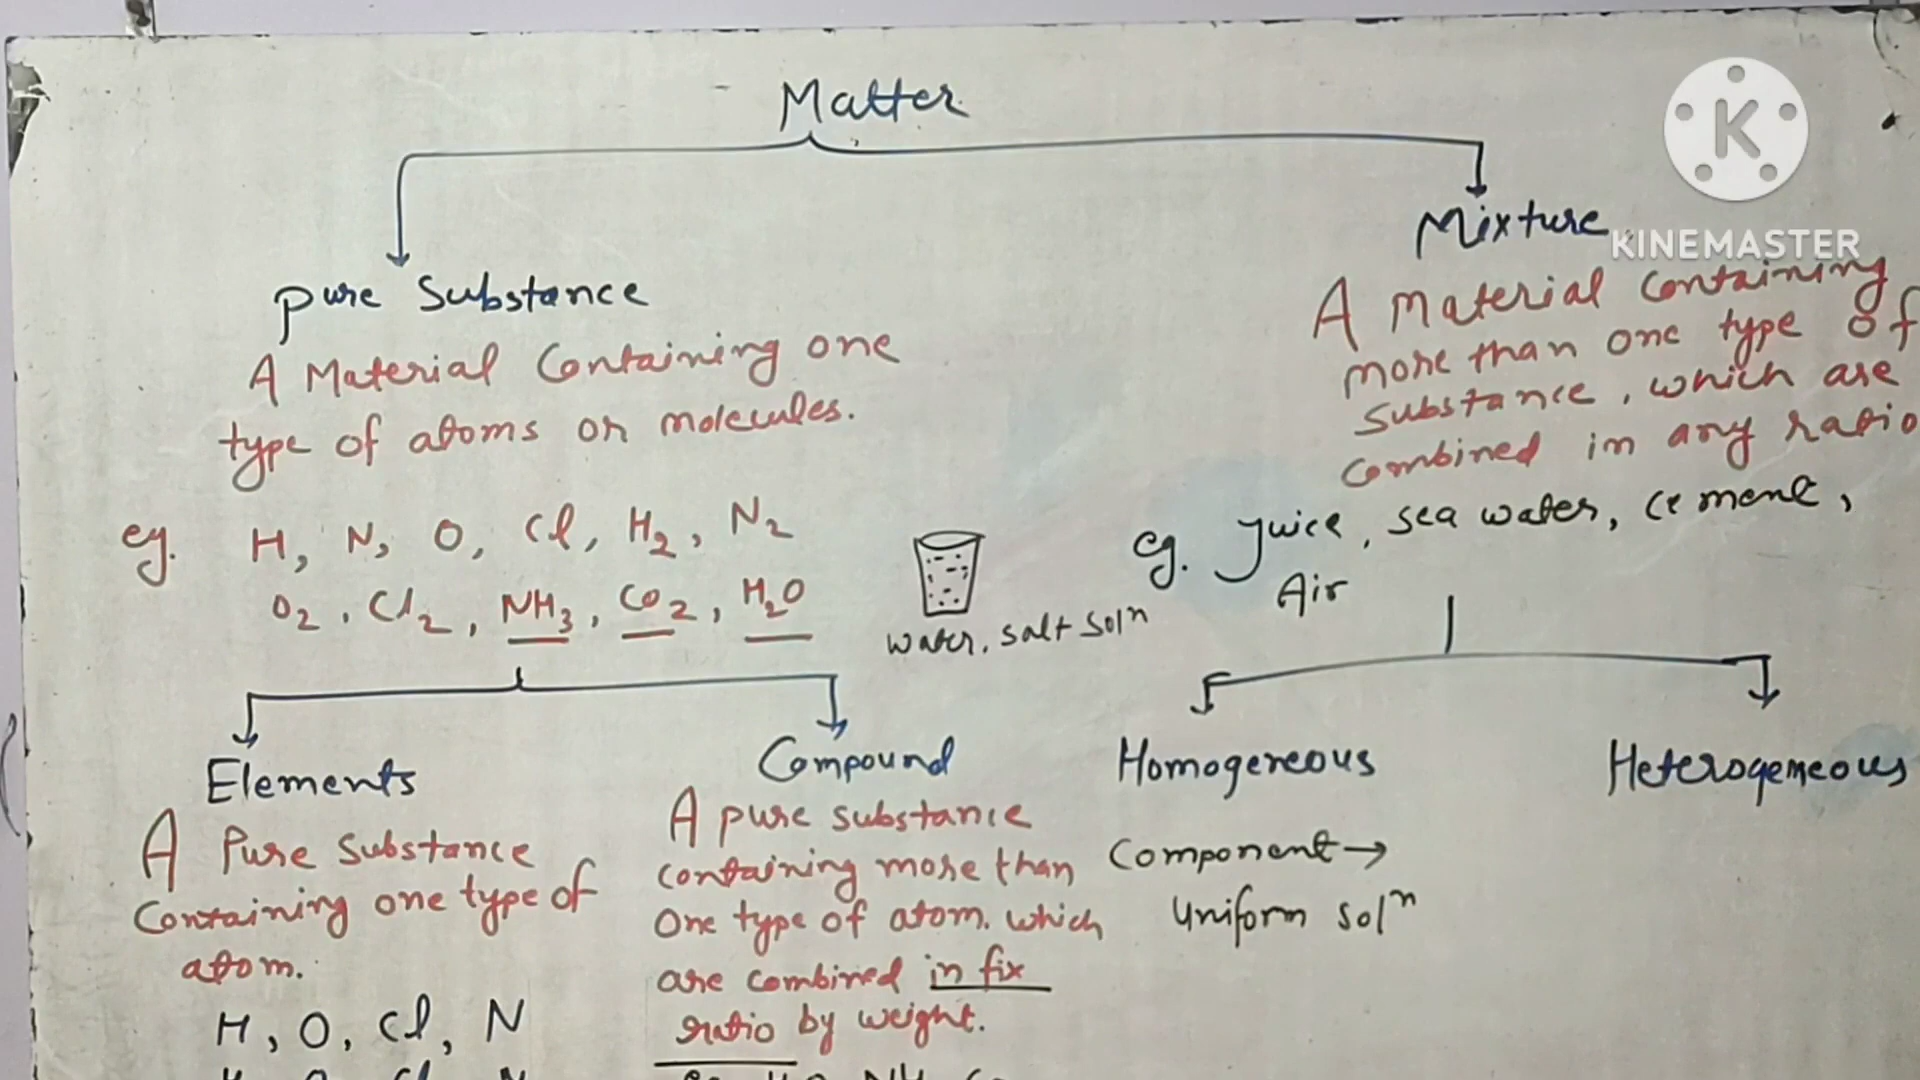 Matter
K
KINEMASTER
Pure Substance
A Material Containing one
type of atoms or molecules.
eg. H, N, O, Cl, H2, N2
O2, Cl2, NH3, CO2, H2O
Mixture
A Material Containing
more than one type of
substance, which are
combined in any ratio
eg. Juice, sea water, cement,
Air
water, salt solⁿ
Elements
A Pure Substance
Containing one type of
atom.
H, O, Cl, N
Compound
A pure substance
containing more than
one type of atom. which
are combined in fix
ratio by weight.
Homogeneous
Component →
Uniform solⁿ
Heterogeneous